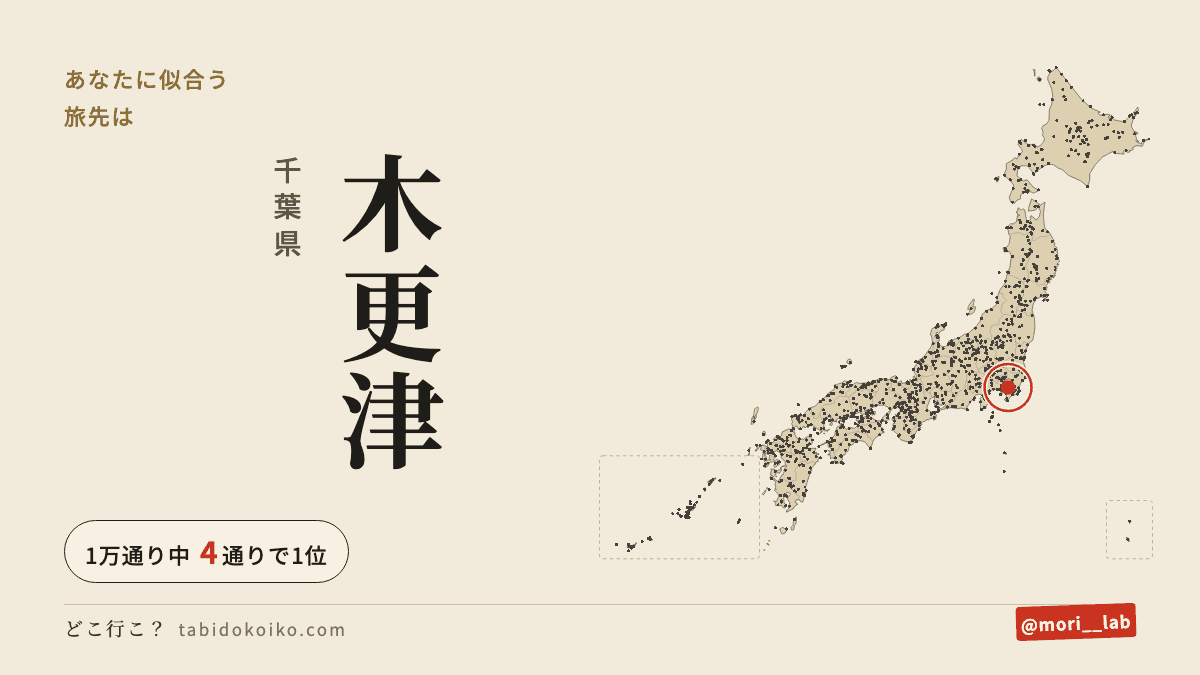 あなたに似合う
旅先は
木更津
千葉県
1万通り中 4通りで1位
どこ行こ？ tabidokoiko.com
@mori__lab